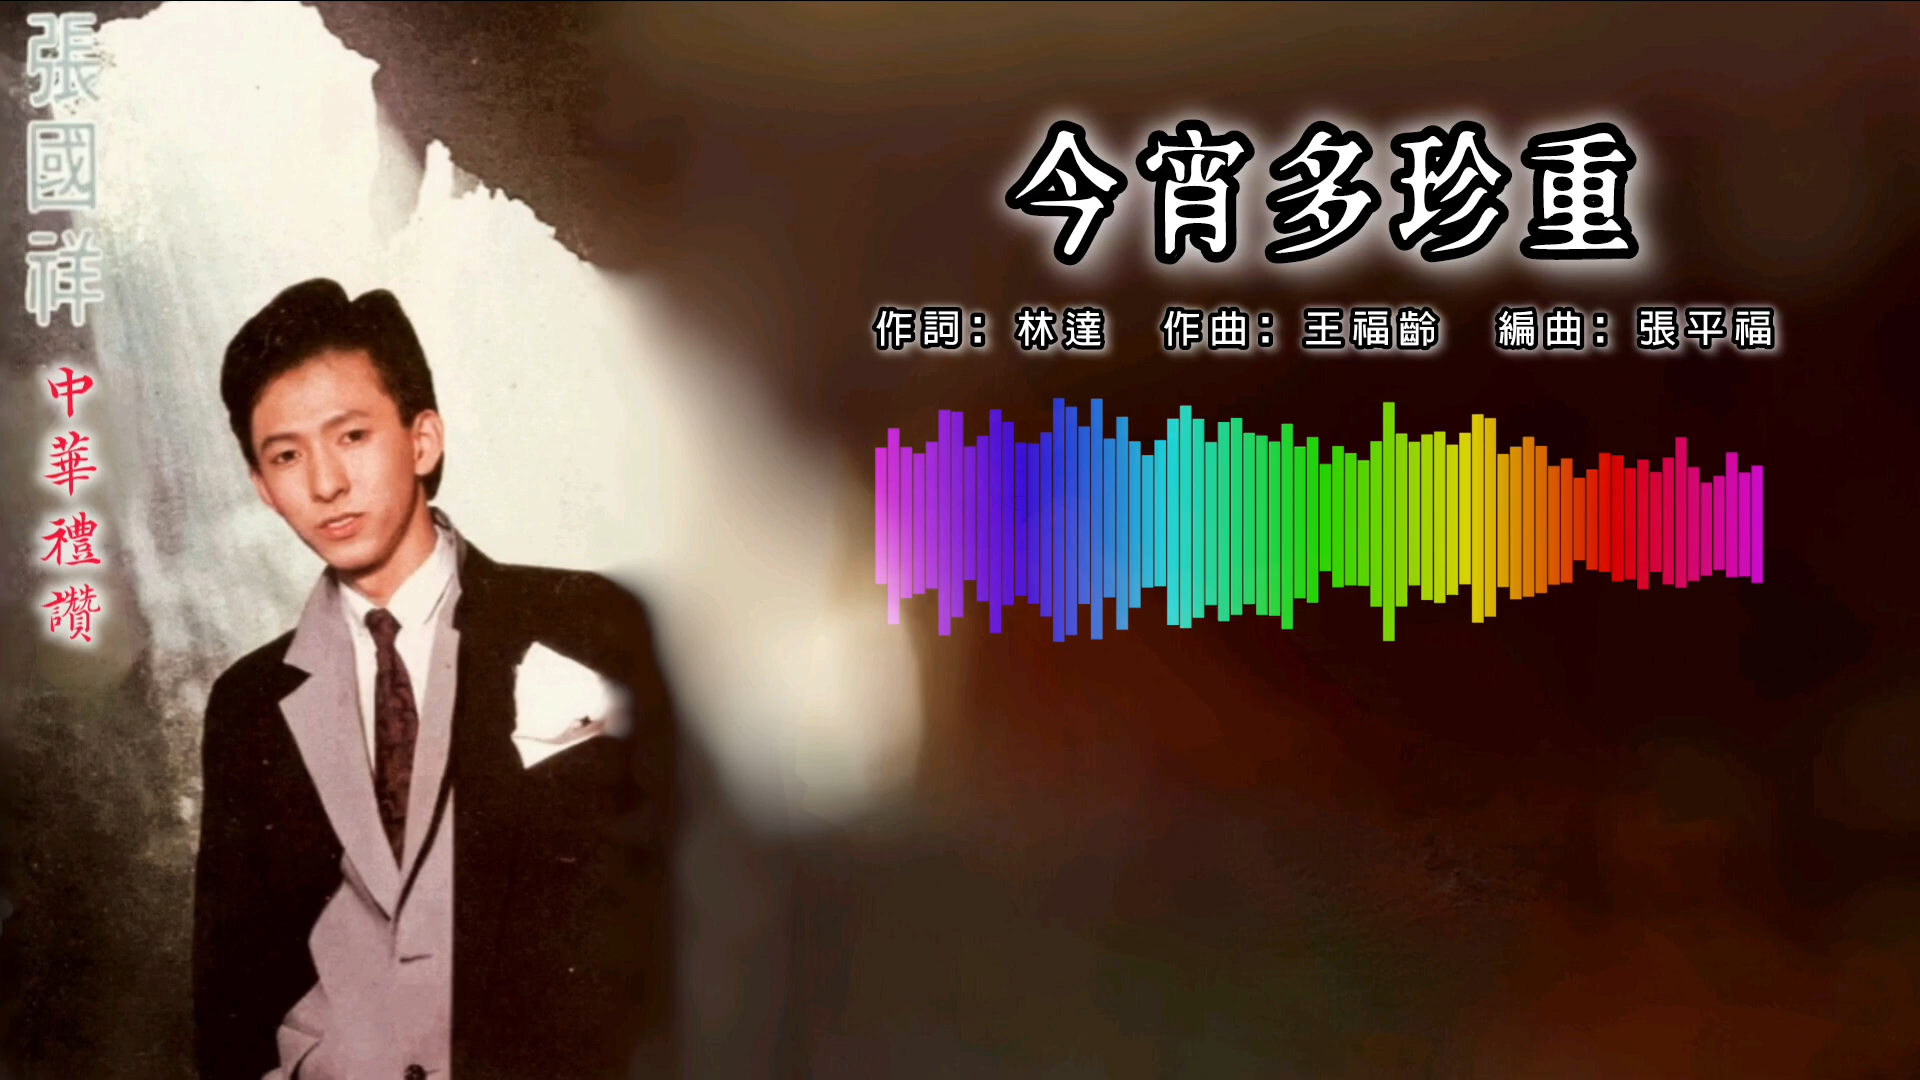 張國祥
中華禮讚
今宵多珍重
作詞：林達　作曲：王福齡　編曲：張平福